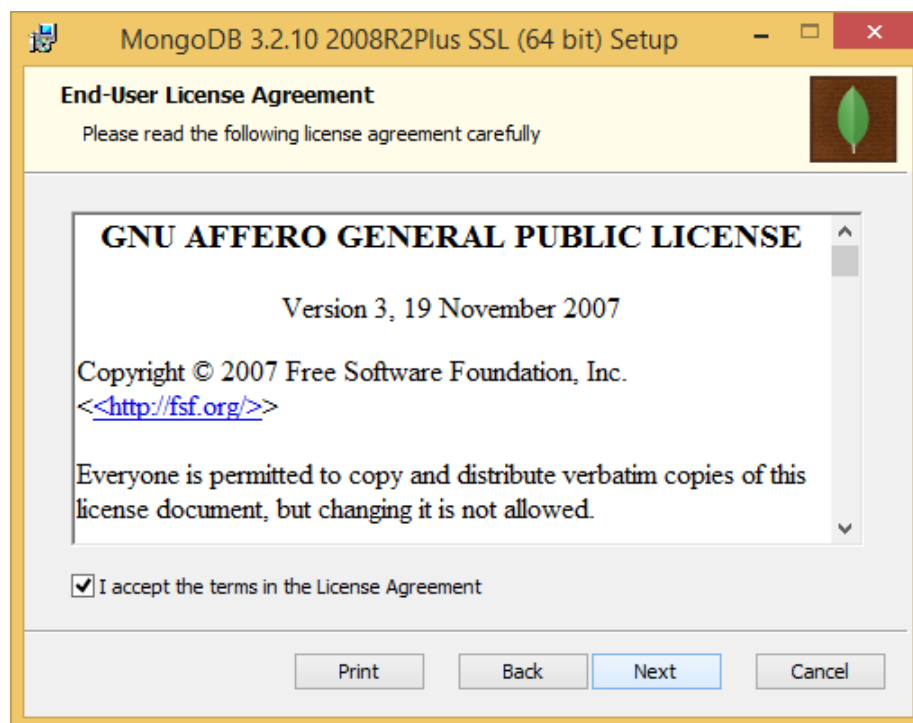 MongoDB 3.2.10 2008R2Plus SSL (64 bit) Setup
End-User License Agreement
Please read the following license agreement carefully
GNU AFFERO GENERAL PUBLIC LICENSE
Version 3, 19 November 2007
Copyright © 2007 Free Software Foundation, Inc.
<<http://fsf.org/>>
Everyone is permitted to copy and distribute verbatim copies of this
license document, but changing it is not allowed.
I accept the terms in the License Agreement
Print Back Next Cancel